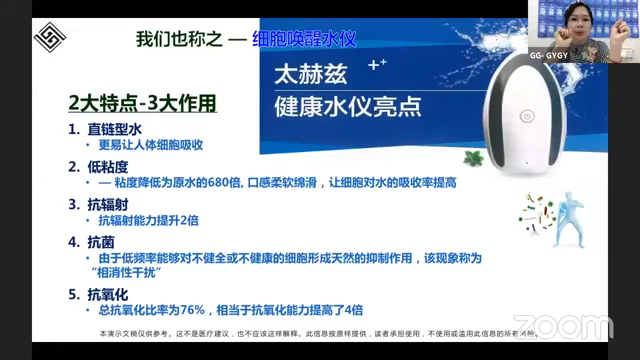 我们也称之 — 细胞唤醒水仪
GG- GYGY
太赫兹 ++
健康水仪亮点
2大特点-3大作用
1. 直链型水
• 更易让人体细胞吸收
2. 低粘度
• — 粘度降低为原水的680倍, 口感柔软绵滑，让细胞对水的吸收率提高
3. 抗辐射
• 抗辐射能力提升2倍
4. 抗菌
• 由于低频率能够对不健全或不健康的细胞形成天然的抑制作用，该现象称为
“相消性干扰”
5. 抗氧化
• 总抗氧化比率为76%，相当于抗氧化能力提高了4倍
本演示文稿仅供参考。这不是医疗建议，也不应该这样解释。此信息按原样提供，读者承担使用、不使用或滥用此信息的所有风险。
zoom